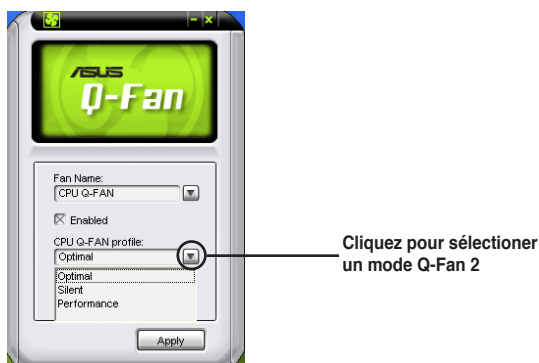 ASUS
Q-Fan
Fan Name:
CPU Q-FAN
Enabled
CPU Q-FAN profile:
Optimal
Optimal
Silent
Performance
Apply
Cliquez pour sélectioner
un mode Q-Fan 2